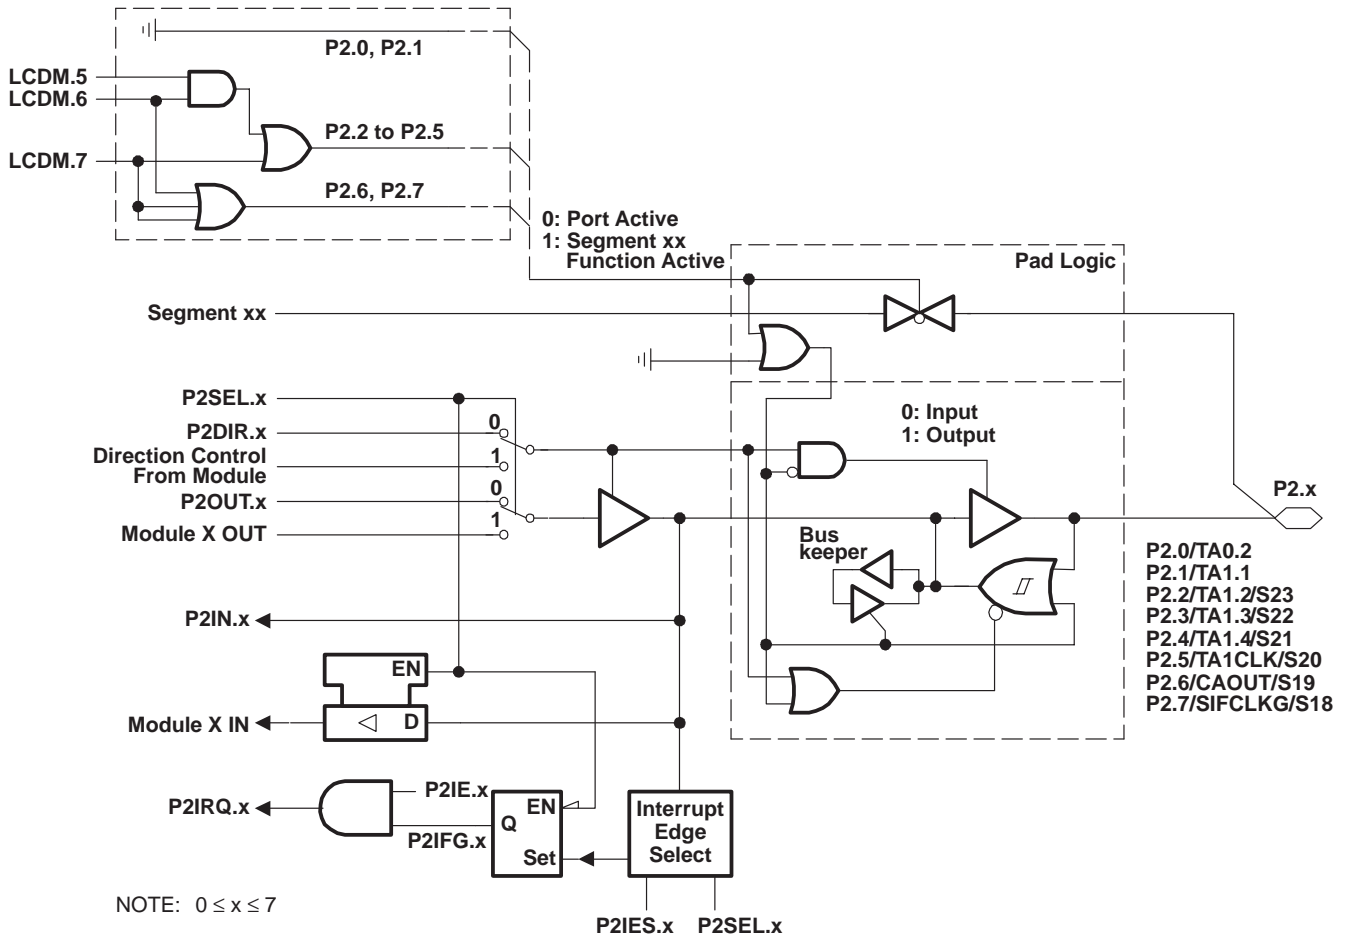 P2.0, P2.1
LCDM.5
LCDM.6
P2.2 to P2.5
LCDM.7
P2.6, P2.7
0: Port Active
1: Segment xx
Function Active
Pad Logic
Segment xx
P2SEL.x
0: Input
1: Output
0
P2DIR.x
Direction Control
From Module
1
P2OUT.x
0
Module X OUT
1
P2.x
Bus
keeper
P2.0/TA0.2
P2.1/TA1.1
P2.2/TA1.2/S23
P2.3/TA1.3/S22
P2.4/TA1.4/S21
P2.5/TA1CLK/S20
P2.6/CAOUT/S19
P2.7/SIFCLKG/S18
P2IN.x
EN
Module X IN
D
P2IE.x
P2IRQ.x
P2IFG.x
EN
Q
Set
Interrupt
Edge
Select
P2IES.x
P2SEL.x
NOTE: 0 ≤ x ≤ 7